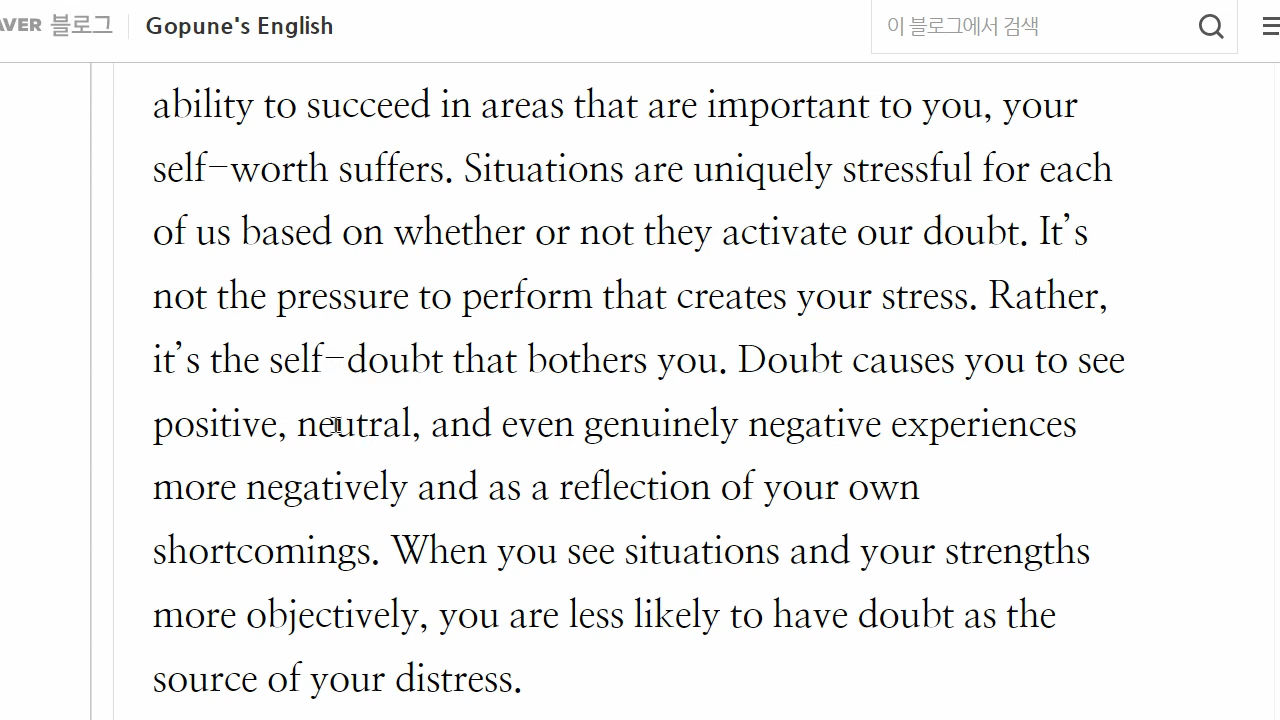 AVER 블로그 Gopune's English 이 블로그에서 검색
ability to succeed in areas that are important to you, your
self-worth suffers. Situations are uniquely stressful for each
of us based on whether or not they activate our doubt. It's
not the pressure to perform that creates your stress. Rather,
it's the self-doubt that bothers you. Doubt causes you to see
positive, neutral, and even genuinely negative experiences
more negatively and as a reflection of your own
shortcomings. When you see situations and your strengths
more objectively, you are less likely to have doubt as the
source of your distress.